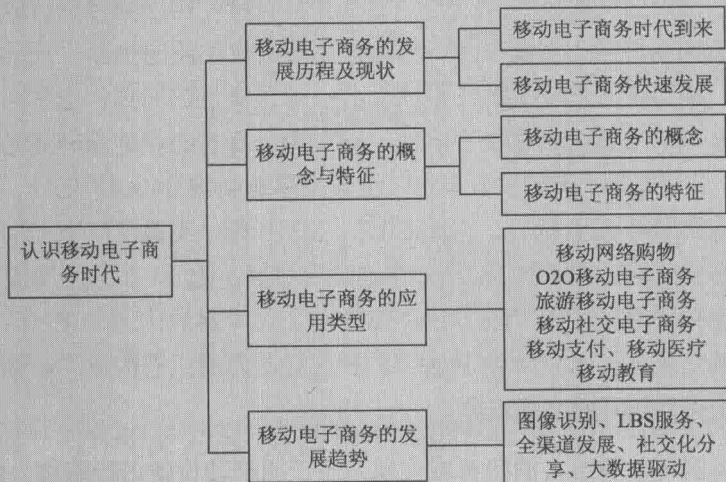 认识移动电子商
务时代
移动电子商务的发
展历程及现状
移动电子商务时代到来
移动电子商务快速发展
移动电子商务的概
念与特征
移动电子商务的概念
移动电子商务的特征
移动电子商务的应
用类型
移动网络购物
O2O移动电子商务
旅游移动电子商务
移动社交电子商务
移动支付、移动医疗
移动教育
移动电子商务的发
展趋势
图像识别、LBS服务、
全渠道发展、社交化分
享、大数据驱动